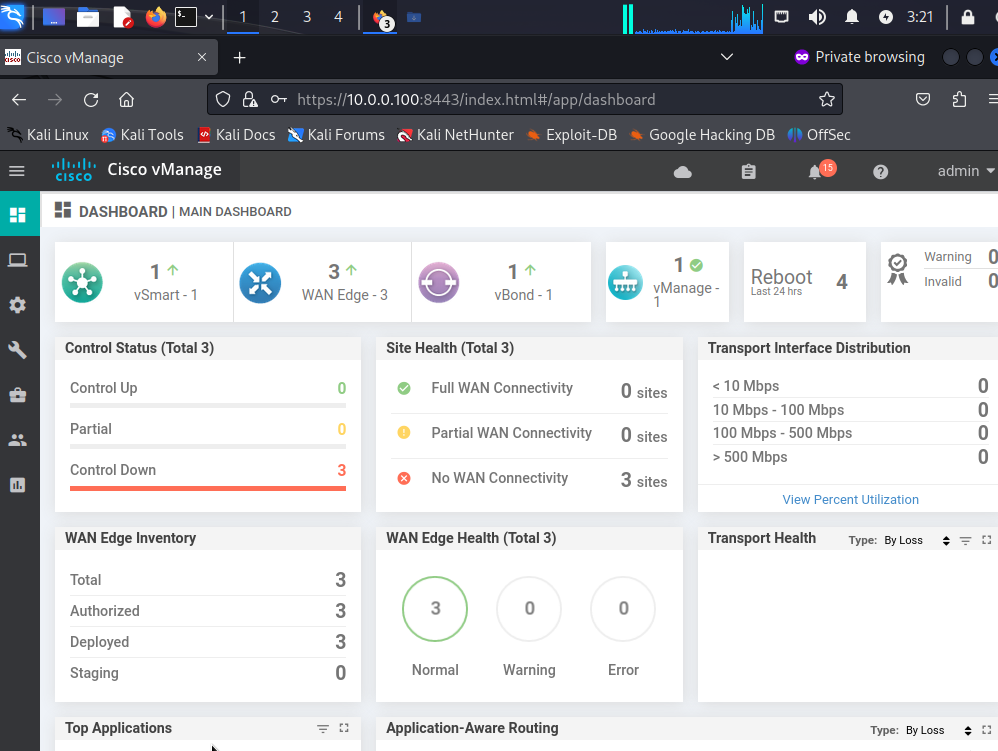 1 2 3 4 3 3:21
Cisco vManage Private browsing
https://10.0.0.100:8443/index.html#/app/dashboard
Kali Linux Kali Tools Kali Docs Kali Forums Kali NetHunter Exploit-DB Google Hacking DB OffSec
cisco Cisco vManage 15 admin
DASHBOARD | MAIN DASHBOARD
1
vSmart - 1
3
WAN Edge - 3
1
vBond - 1
1
vManage -
1
Reboot 4
Last 24 hrs
Warning 0
Invalid 0
Control Status (Total 3)
Control Up 0
Partial 0
Control Down 3
Site Health (Total 3)
Full WAN Connectivity 0 sites
Partial WAN Connectivity 0 sites
No WAN Connectivity 3 sites
Transport Interface Distribution
< 10 Mbps 0
10 Mbps - 100 Mbps 0
100 Mbps - 500 Mbps 0
> 500 Mbps 0
View Percent Utilization
WAN Edge Inventory
Total 3
Authorized 3
Deployed 3
Staging 0
WAN Edge Health (Total 3)
3 0 0
Normal Warning Error
Transport Health Type: By Loss
Top Applications
Application-Aware Routing Type: By Loss